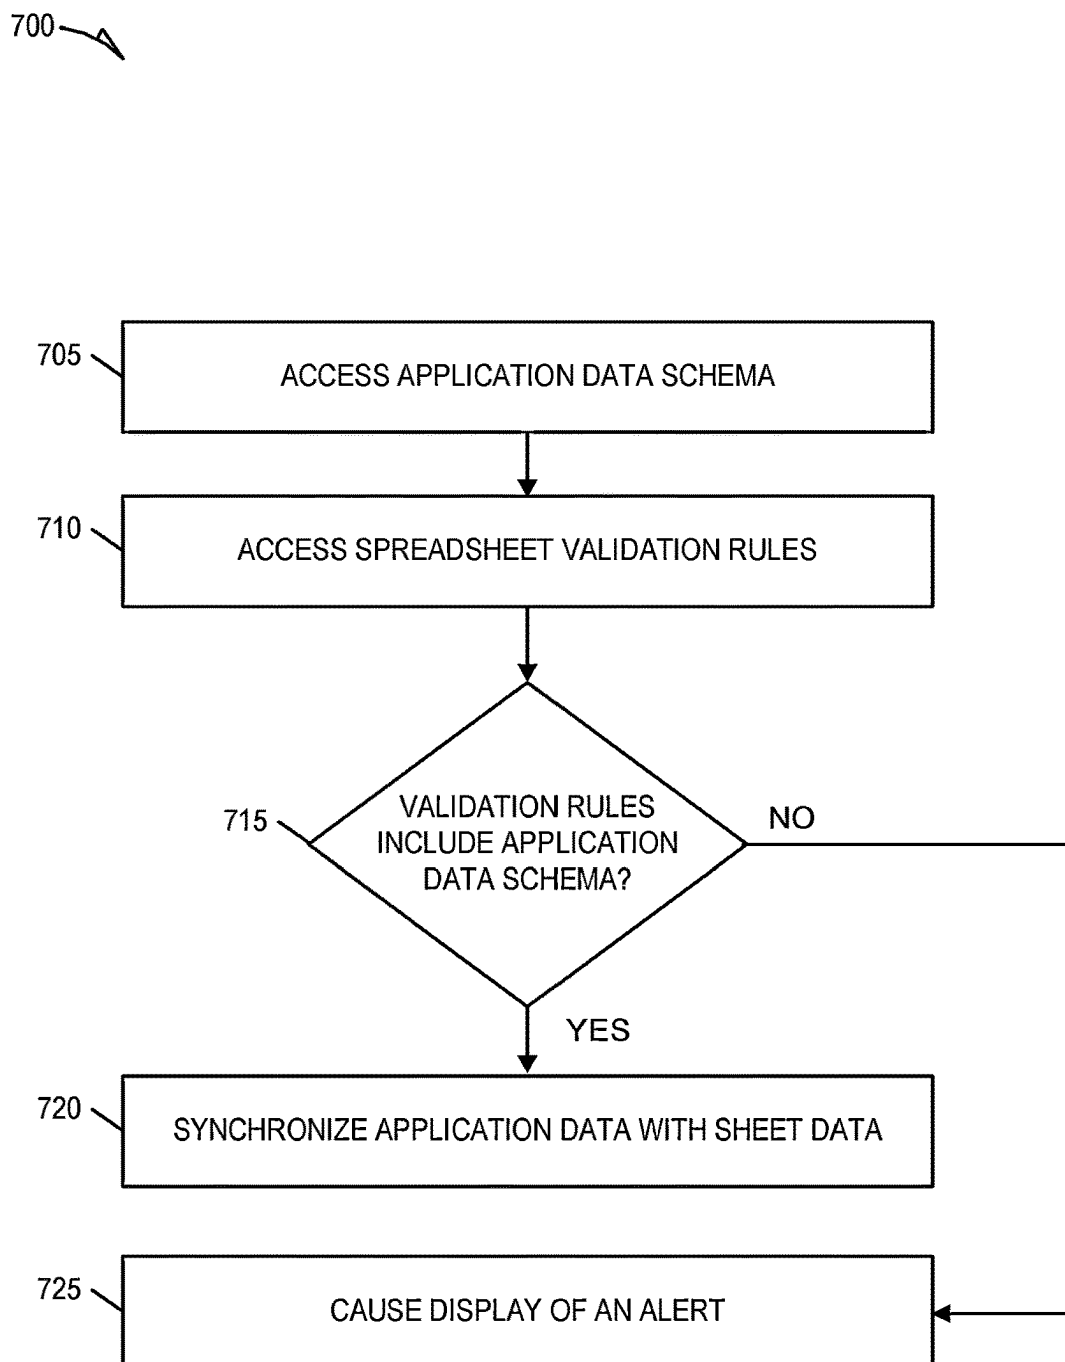 700
705
ACCESS APPLICATION DATA SCHEMA
710
ACCESS SPREADSHEET VALIDATION RULES
715
VALIDATION RULES
INCLUDE APPLICATION
DATA SCHEMA?
NO
YES
720
SYNCHRONIZE APPLICATION DATA WITH SHEET DATA
725
CAUSE DISPLAY OF AN ALERT